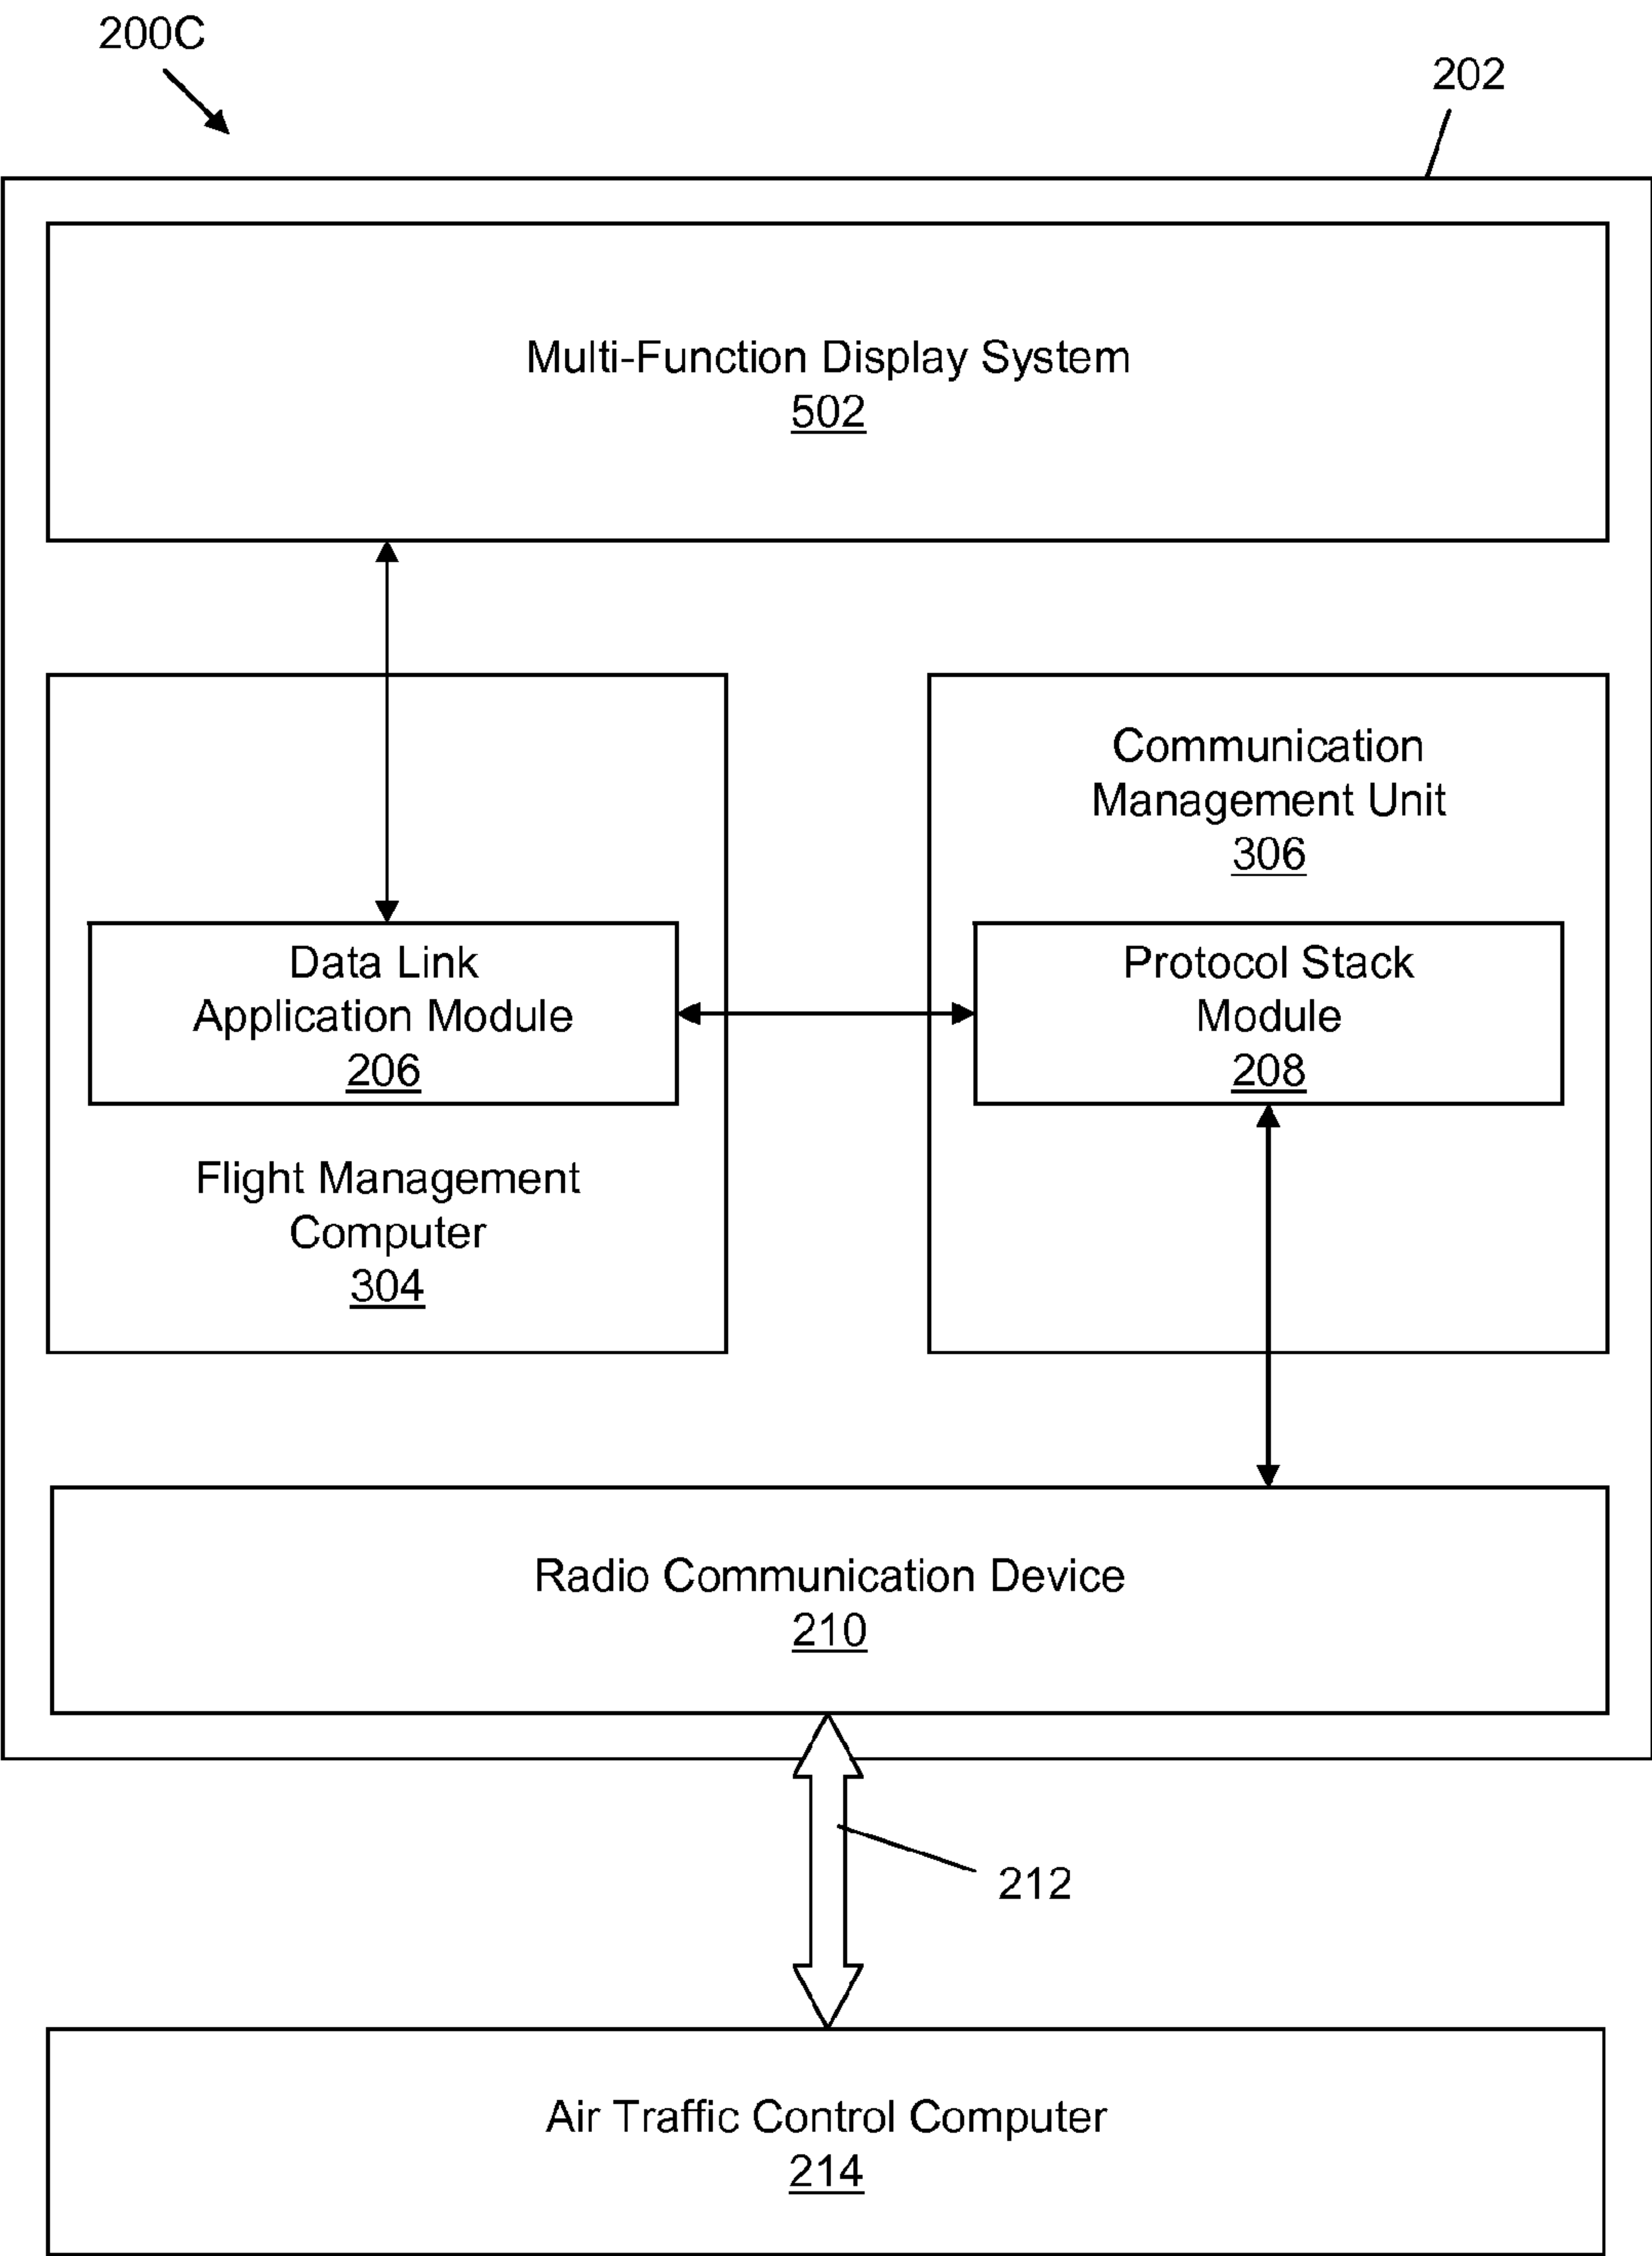 200C
202
Multi-Function Display System
502
Communication
Management Unit
306
Data Link
Application Module
206
Protocol Stack
Module
208
Flight Management
Computer
304
Radio Communication Device
210
212
Air Traffic Control Computer
214